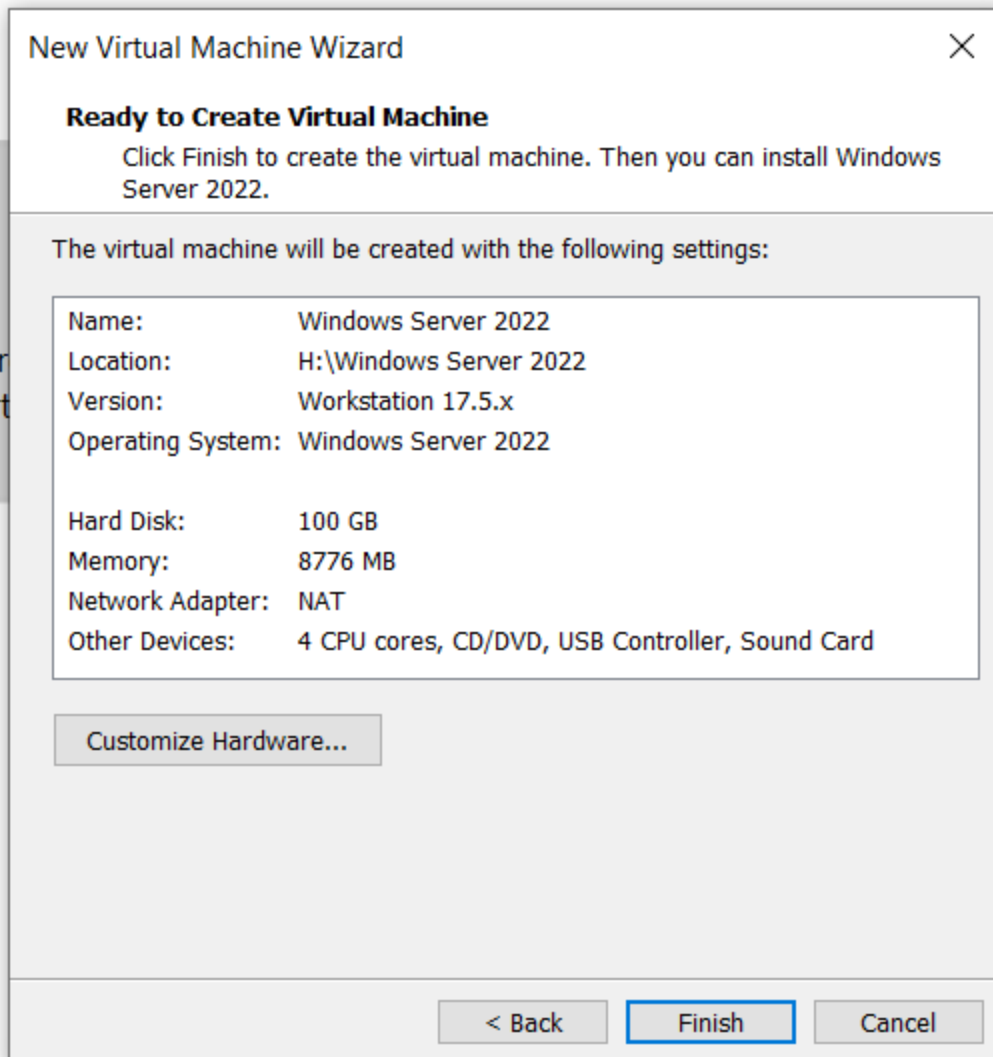 New Virtual Machine Wizard
Ready to Create Virtual Machine
Click Finish to create the virtual machine. Then you can install Windows
Server 2022.
The virtual machine will be created with the following settings:
Name: Windows Server 2022
Location: H:\Windows Server 2022
Version: Workstation 17.5.x
Operating System: Windows Server 2022
Hard Disk: 100 GB
Memory: 8776 MB
Network Adapter: NAT
Other Devices: 4 CPU cores, CD/DVD, USB Controller, Sound Card
Customize Hardware...
< Back Finish Cancel